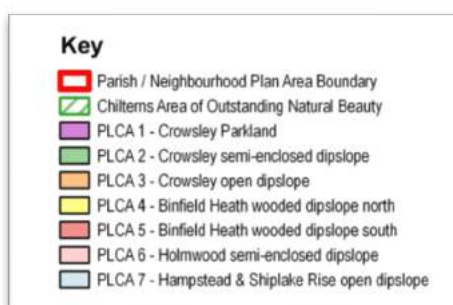 Key
Parish / Neighbourhood Plan Area Boundary
Chilterns Area of Outstanding Natural Beauty
PLCA 1 - Crowsley Parkland
PLCA 2 - Crowsley semi-enclosed dipslope
PLCA 3 - Crowsley open dipslope
PLCA 4 - Binfield Heath wooded dipslope north
PLCA 5 - Binfield Heath wooded dipslope south
PLCA 6 - Holmwood semi-enclosed dipslope
PLCA 7 - Hampstead & Shiplake Rise open dipslope